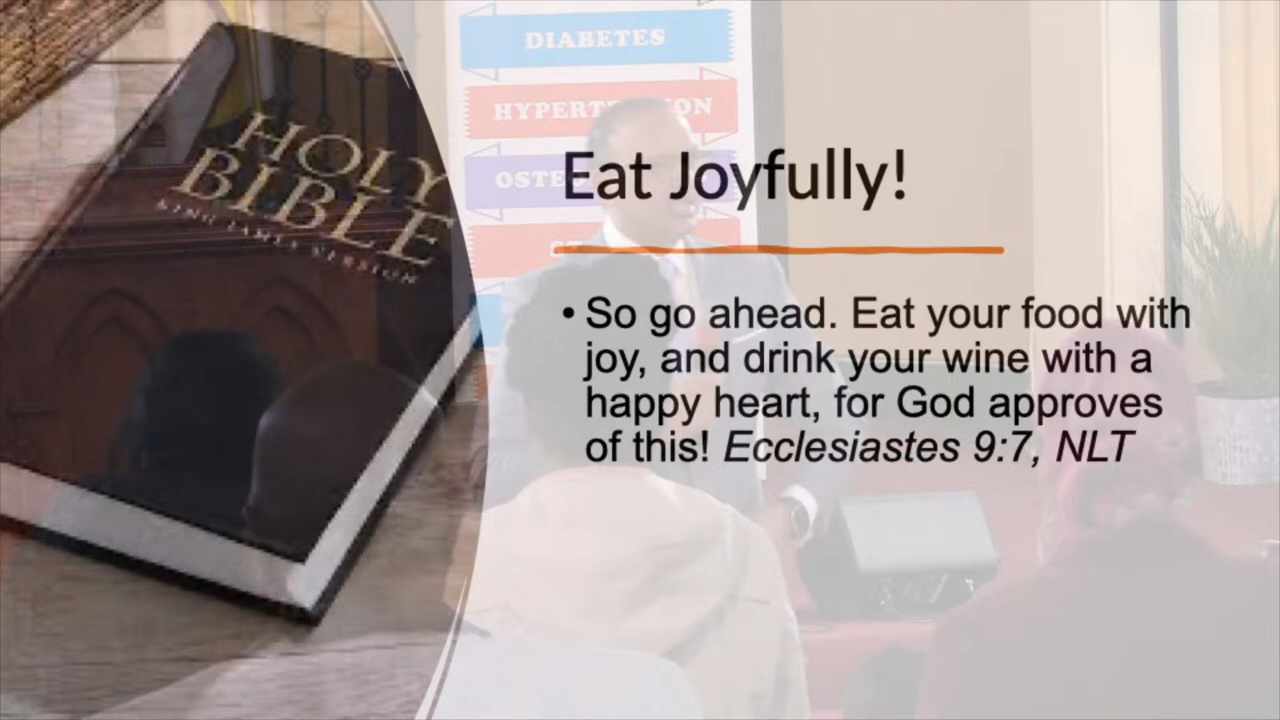 DIABETES
HYPERTENSION
HOLY
BIBLE
KING JAMES VERSION
Eat Joyfully!
• So go ahead. Eat your food with
joy, and drink your wine with a
happy heart, for God approves
of this! Ecclesiastes 9:7, NLT